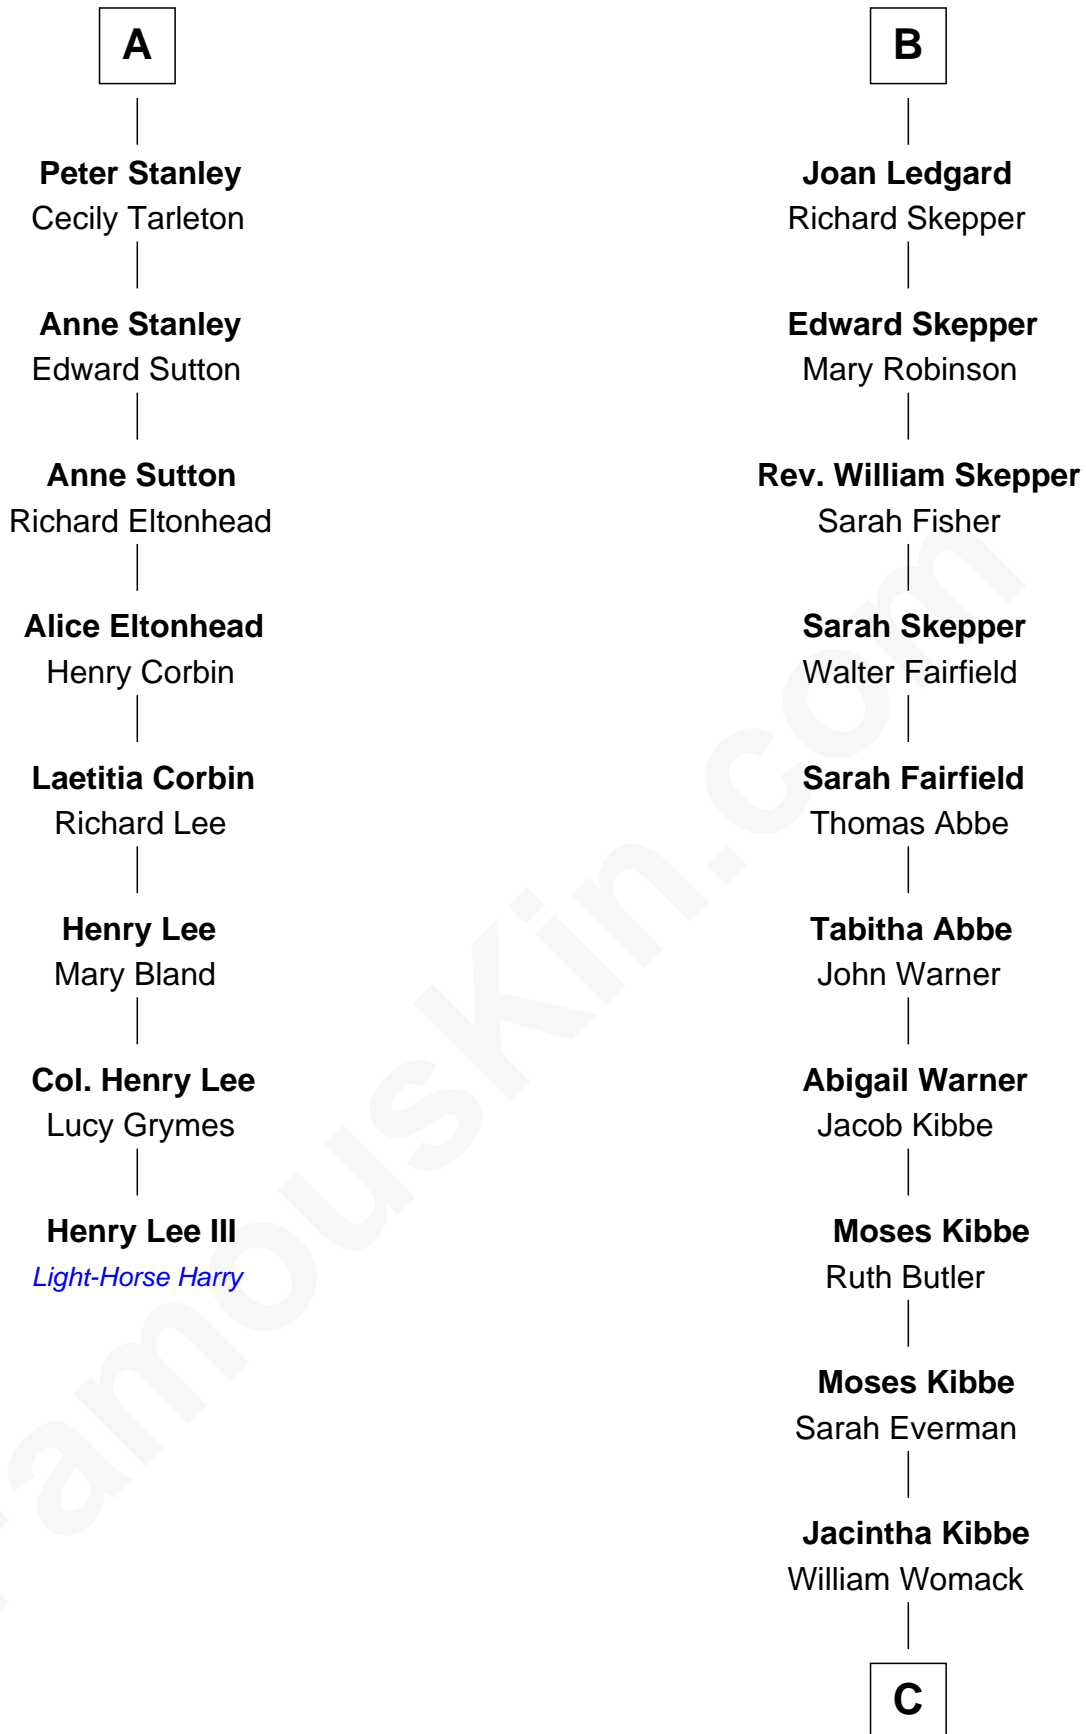 A
Peter Stanley
Cecily Tarleton
Anne Stanley
Edward Sutton
Anne Sutton
Richard Eltonhead
Alice Eltonhead
Henry Corbin
Laetitia Corbin
Richard Lee
Henry Lee
Mary Bland
Col. Henry Lee
Lucy Grymes
Henry Lee III
Light-Horse Harry
B
Joan Ledgard
Richard Skepper
Edward Skepper
Mary Robinson
Rev. William Skepper
Sarah Fisher
Sarah Skepper
Walter Fairfield
Sarah Fairfield
Thomas Abbe
Tabitha Abbe
John Warner
Abigail Warner
Jacob Kibbe
Moses Kibbe
Ruth Butler
Moses Kibbe
Sarah Everman
Jacintha Kibbe
William Womack
C
FamousKin.com